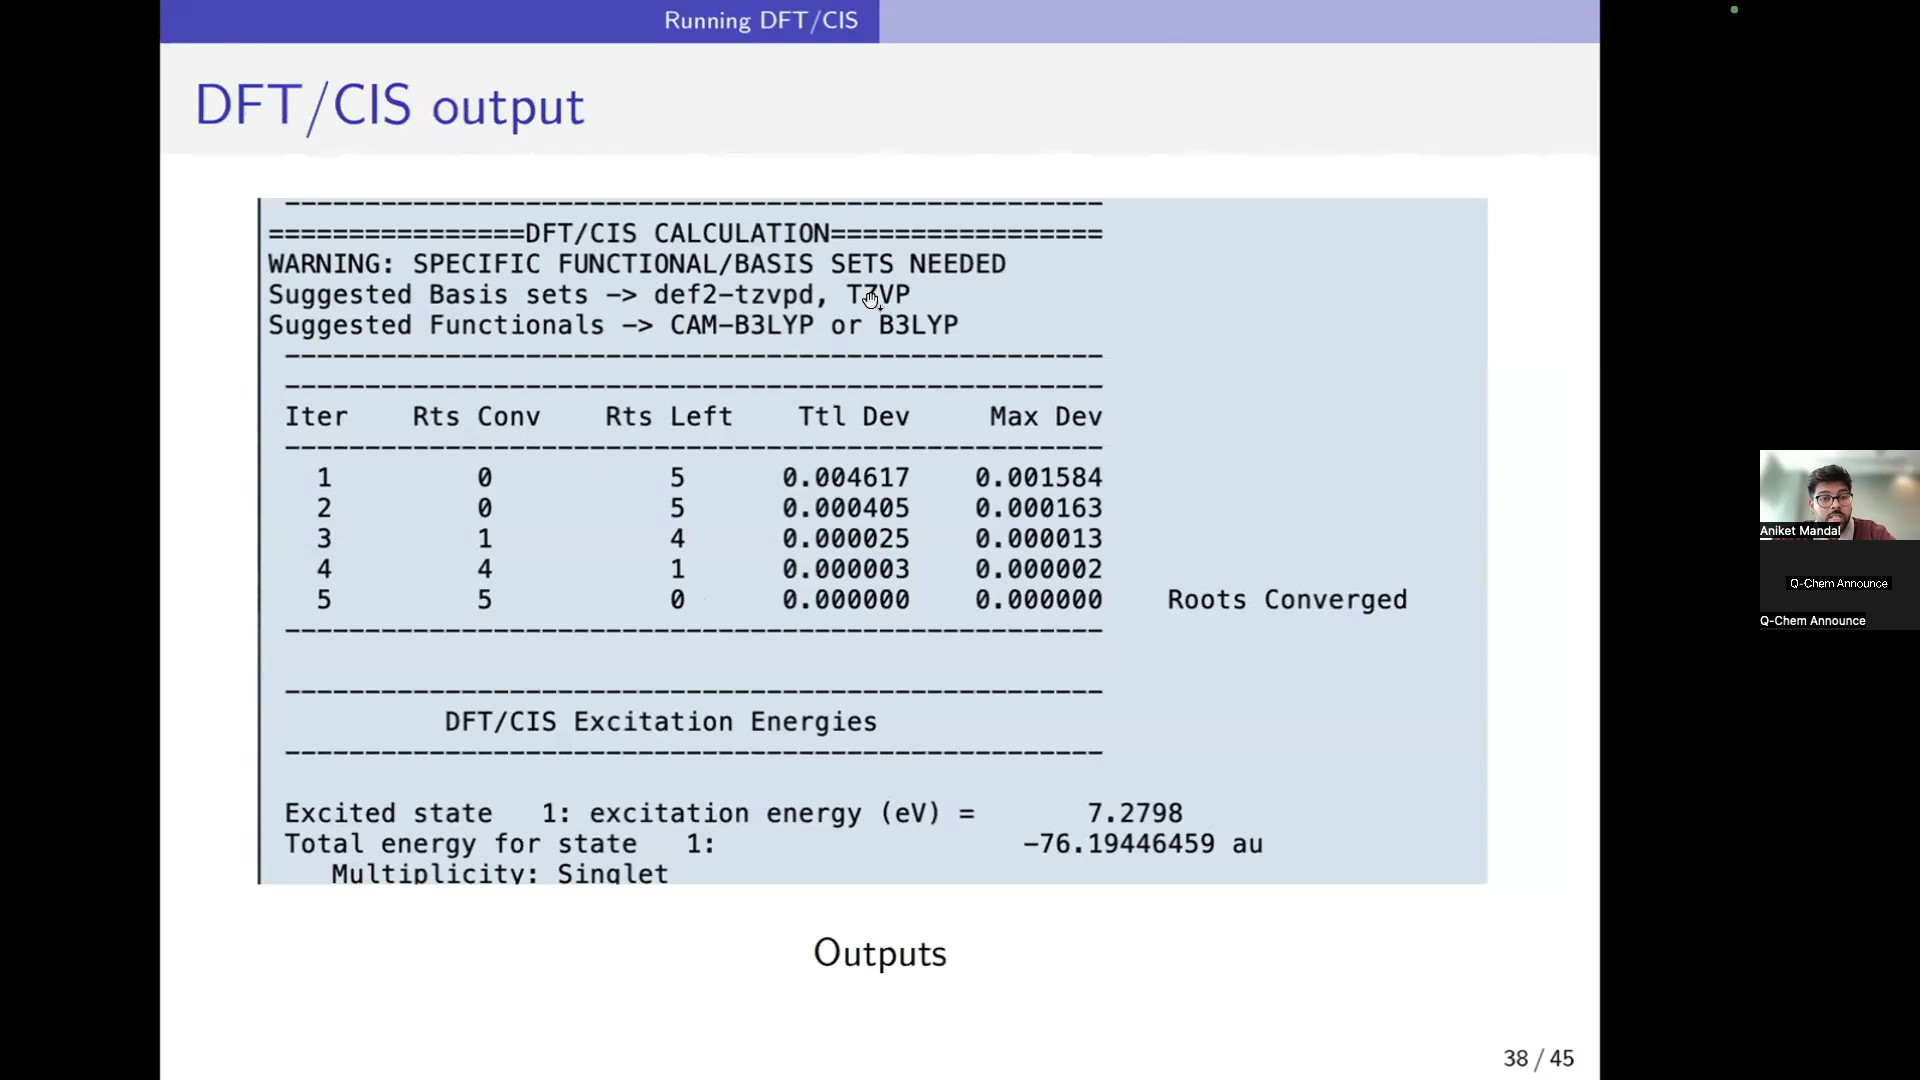 Running DFT/CIS
DFT/CIS output
================DFT/CIS CALCULATION=================
WARNING: SPECIFIC FUNCTIONAL/BASIS SETS NEEDED
Suggested Basis sets -> def2-tzvpd, TZVP
Suggested Functionals -> CAM-B3LYP or B3LYP
Iter Rts Conv Rts Left Ttl Dev Max Dev
1 0 5 0.004617 0.001584
2 0 5 0.000405 0.000163
3 1 4 0.000025 0.000013
4 4 1 0.000003 0.000002
5 5 0 0.000000 0.000000 Roots Converged
DFT/CIS Excitation Energies
Excited state 1: excitation energy (eV) = 7.2798
Total energy for state 1: -76.19446459 au
Multiplicity: Singlet
Outputs
38 / 45
Aniket Mandal
Q-Chem Announce
Q-Chem Announce